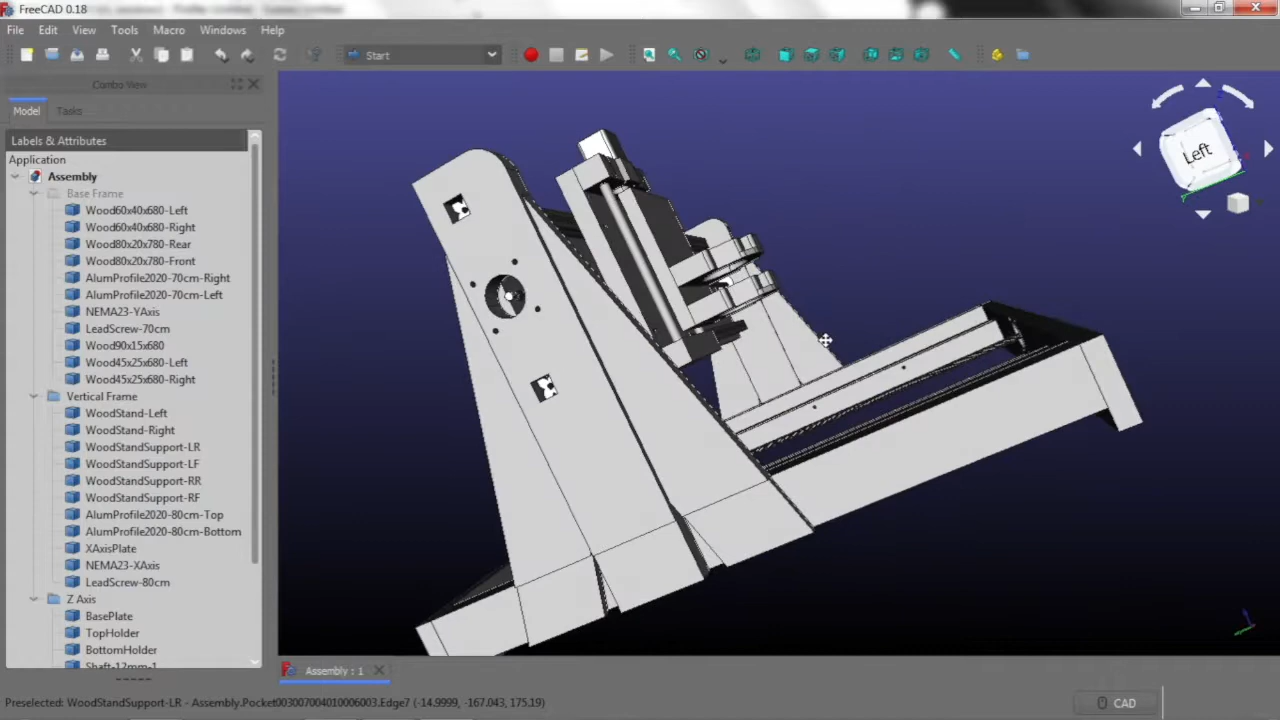 FreeCAD 0.18
File Edit View Tools Macro Windows Help
Start
Combo View
Model Tasks
Labels & Attributes
Application
Assembly
Base Frame
Wood60x40x680-Left
Wood60x40x680-Right
Wood80x20x780-Rear
Wood80x20x780-Front
AlumProfile2020-70cm-Right
AlumProfile2020-70cm-Left
NEMA23-YAxis
LeadScrew-70cm
Wood90x15x680
Wood45x25x680-Left
Wood45x25x680-Right
Vertical Frame
WoodStand-Left
WoodStand-Right
WoodStandSupport-LR
WoodStandSupport-LF
WoodStandSupport-RR
WoodStandSupport-RF
AlumProfile2020-80cm-Top
AlumProfile2020-80cm-Bottom
XAxisPlate
NEMA23-XAxis
LeadScrew-80cm
Z Axis
BasePlate
TopHolder
BottomHolder
Shaft-12mm-1
Left
Assembly : 1
Preselected: WoodStandSupport-LR - Assembly.Pocket003007004010006003.Edge7 (-14.9999, -167.043, 175,19)
CAD